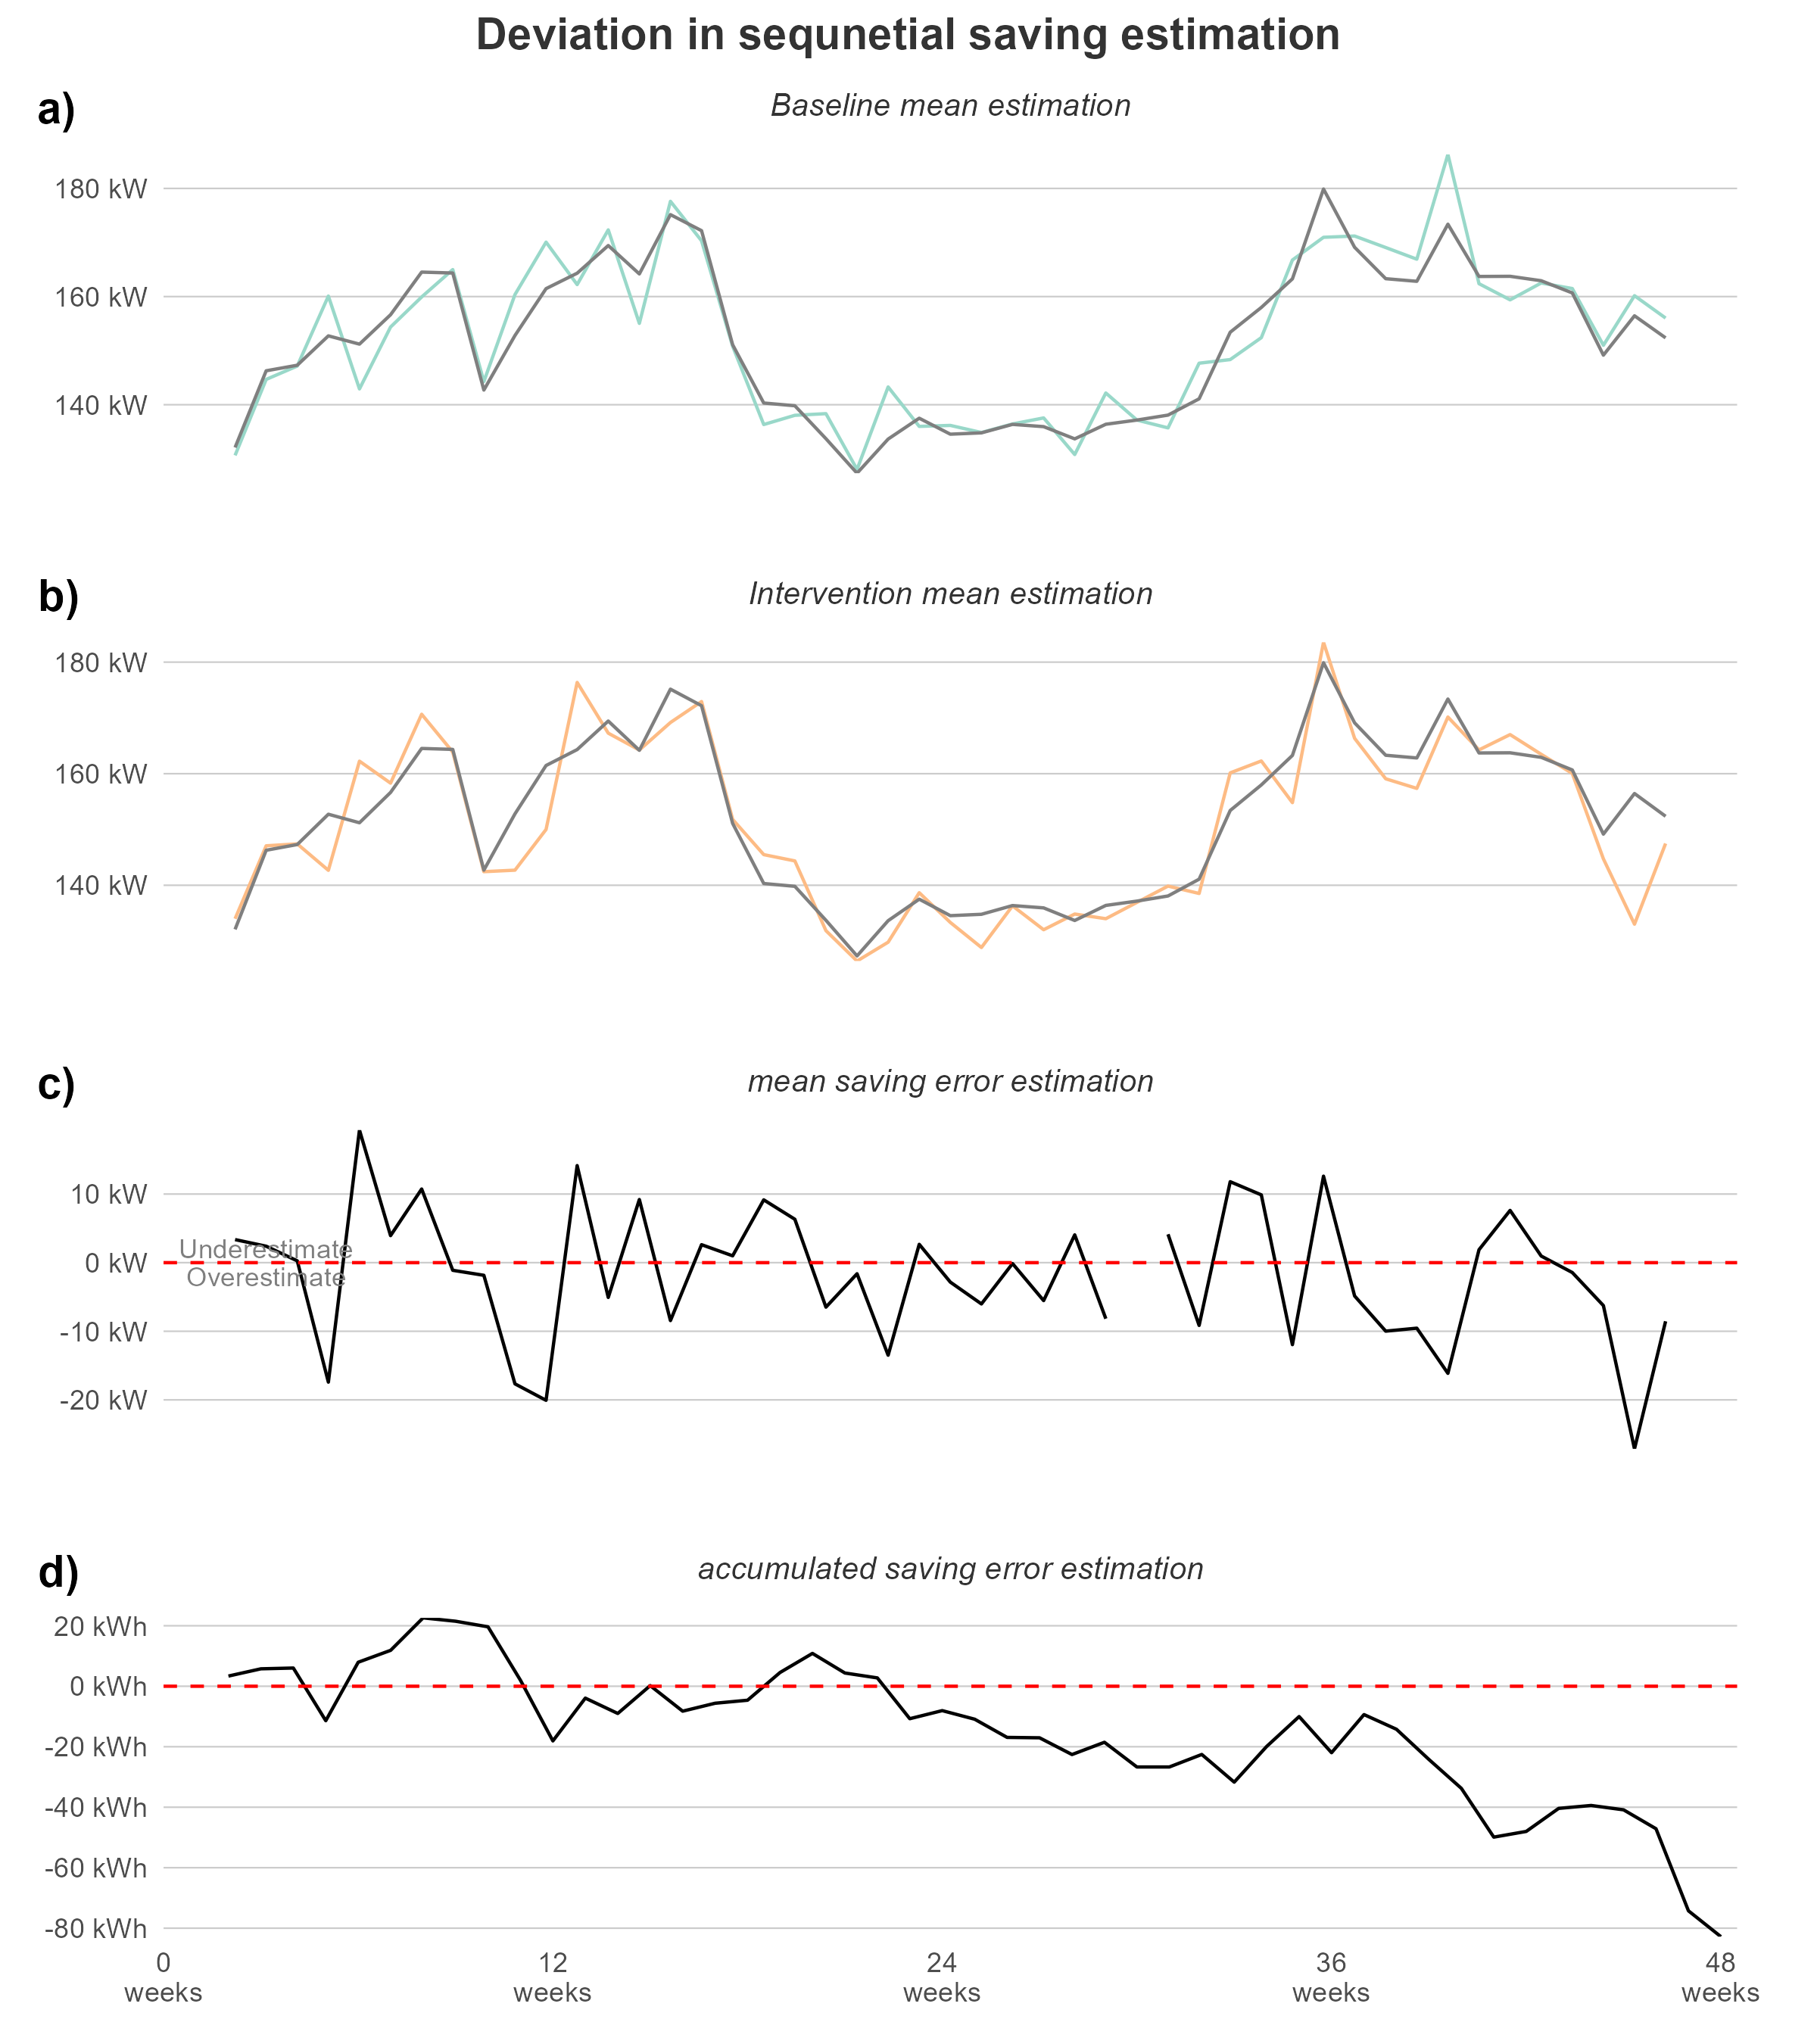 Deviation in sequnetial saving estimation
a)
Baseline mean estimation
180 kW
160 kW
140 kW
b)
Intervention mean estimation
180 kW
160 kW
140 kW
c)
mean saving error estimation
10 kW
Underestimate
0 kW
Overestimate
-10 kW
-20 kW
d)
accumulated saving error estimation
20 kWh
0 kWh
-20 kWh
-40 kWh
-60 kWh
-80 kWh
0 12 24 36 48
weeks weeks weeks weeks weeks